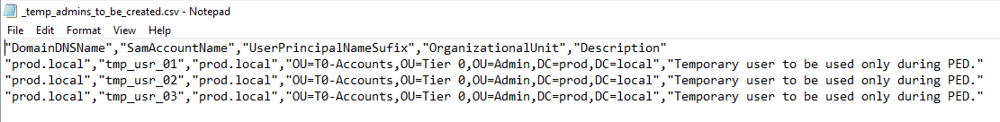 _temp_admins_to_be_created.csv - Notepad
File Edit Format View Help
"DomainDNSName","SamAccountName","UserPrincipalNameSufix","OrganizationalUnit","Description"
"prod.local","tmp_usr_01","prod.local","OU=T0-Accounts,OU=Tier 0,OU=Admin,DC=prod,DC=local","Temporary user to be used only during PED."
"prod.local","tmp_usr_02","prod.local","OU=T0-Accounts,OU=Tier 0,OU=Admin,DC=prod,DC=local","Temporary user to be used only during PED."
"prod.local","tmp_usr_03","prod.local","OU=T0-Accounts,OU=Tier 0,OU=Admin,DC=prod,DC=local","Temporary user to be used only during PED."